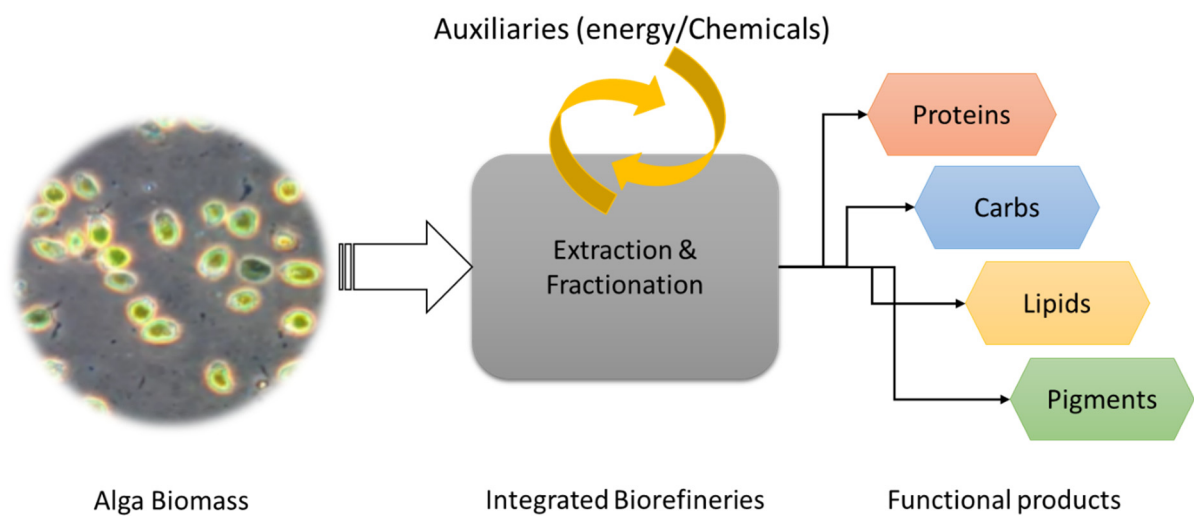 Auxiliaries (energy/Chemicals)
Extraction &
Fractionation
Proteins
Carbs
Lipids
Pigments
Alga Biomass
Integrated Biorefineries
Functional products